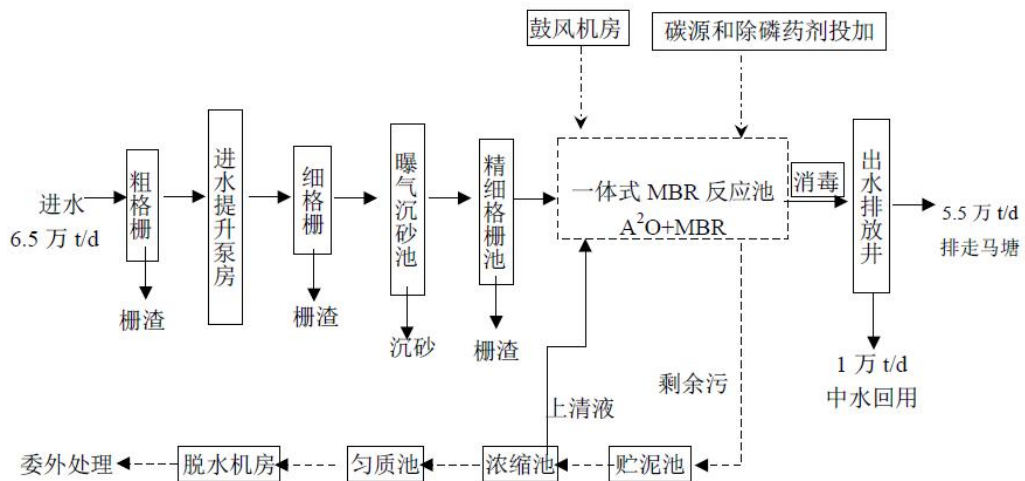 鼓风机房
碳源和除磷药剂投加
进水
6.5 万 t/d
粗格栅
进水提升泵房
细格栅
曝气沉砂池
精细格栅池
一体式 MBR 反应池
A²O+MBR
消毒
出水排放井
5.5 万 t/d
排走马塘
栅渣
栅渣
沉砂
栅渣
1 万 t/d
中水回用
剩余污
上清液
委外处理
脱水机房
匀质池
浓缩池
贮泥池